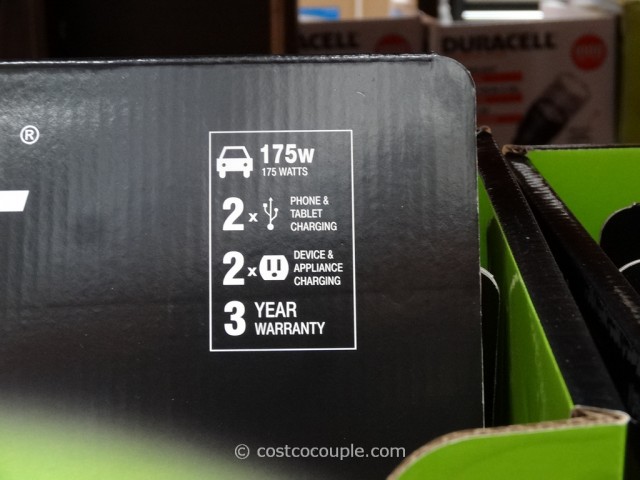 DURACELL
DURACELL
®
175w
175 WATTS
2 x PHONE &
TABLET
CHARGING
2 x DEVICE &
APPLIANCE
CHARGING
3 YEAR
WARRANTY
© costcocouple.com